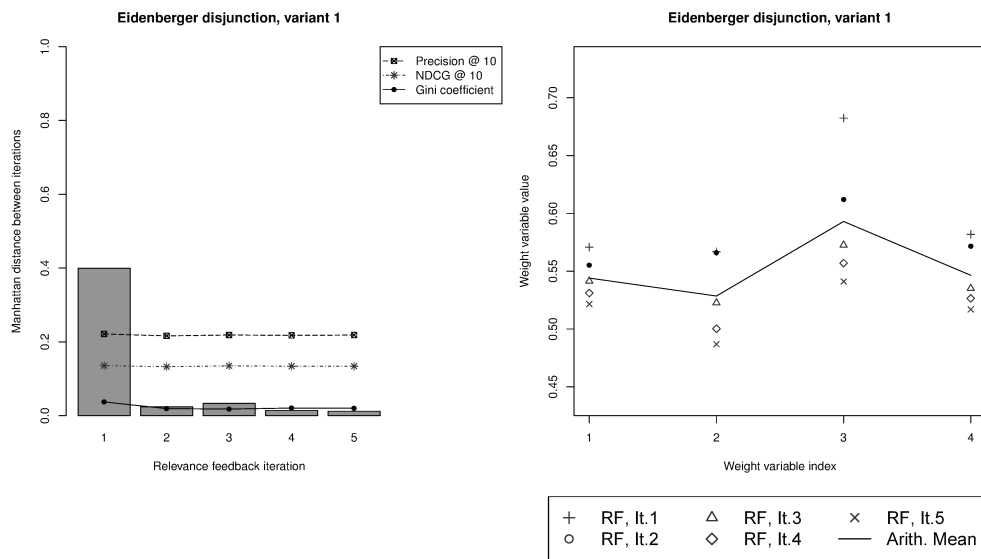 Eidenberger disjunction, variant 1
Manhattan distance between iterations
1.0
0.8
0.6
0.4
0.2
0.0
Precision @ 10
NDCG @ 10
Gini coefficient
1 2 3 4 5
Relevance feedback iteration
Eidenberger disjunction, variant 1
Weight variable value
0.70
0.65
0.60
0.55
0.50
0.45
1 2 3 4
Weight variable index
RF, It.1 RF, It.3 RF, It.5
RF, It.2 RF, It.4 Arith. Mean